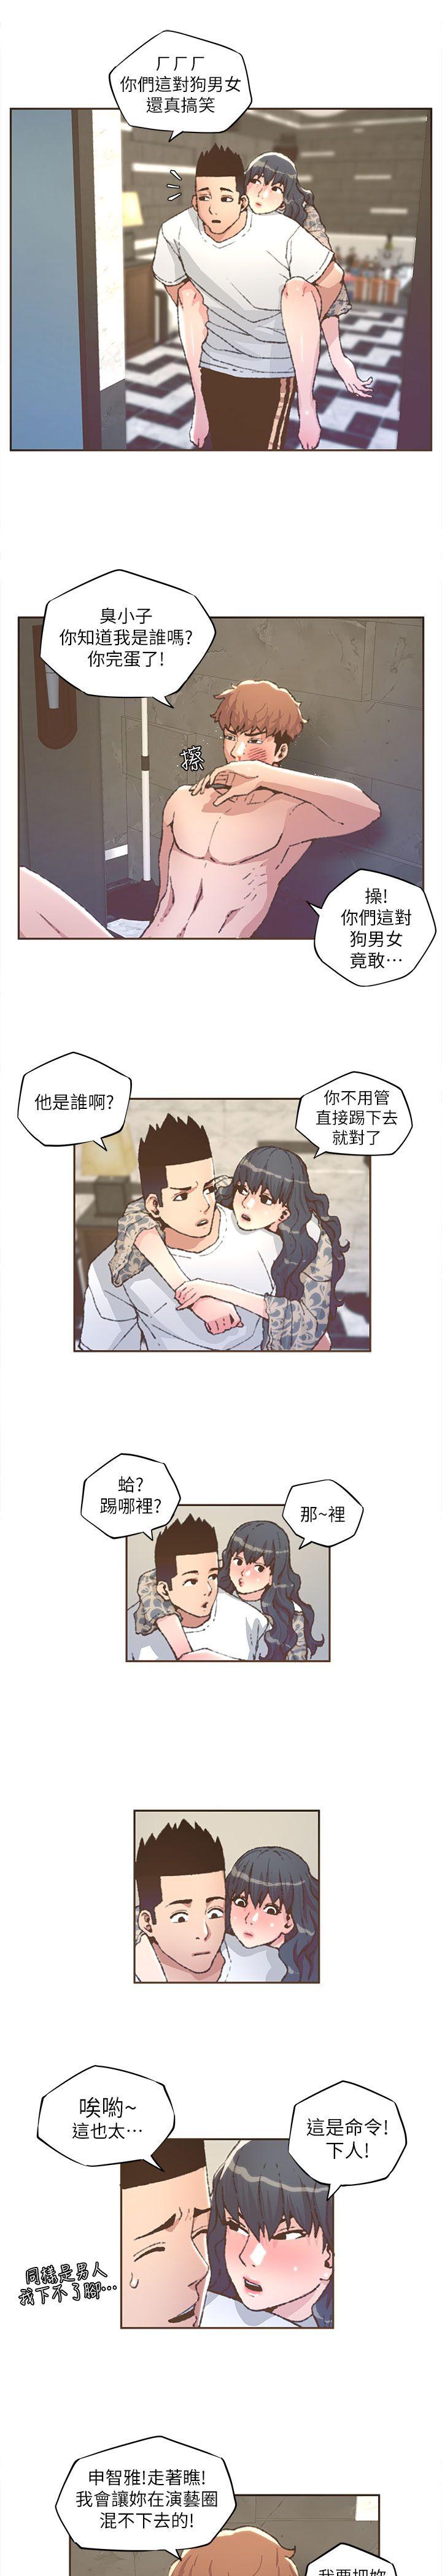 ㄏㄏㄏ
你們這對狗男女
還真搞笑
臭小子
你知道我是誰嗎?
你完蛋了!
擦
操!
你們這對
狗男女
竟敢⋯
他是誰啊?
你不用管
直接踢下去
就對了
蛤?
踢哪裡?
那~裡
唉喲~
這也太⋯
這是命令!
下人!
同樣是男人
我下不了腳⋯
申智雅!走著瞧!
我會讓妳在演藝圈
混不下去的!
我要把妳